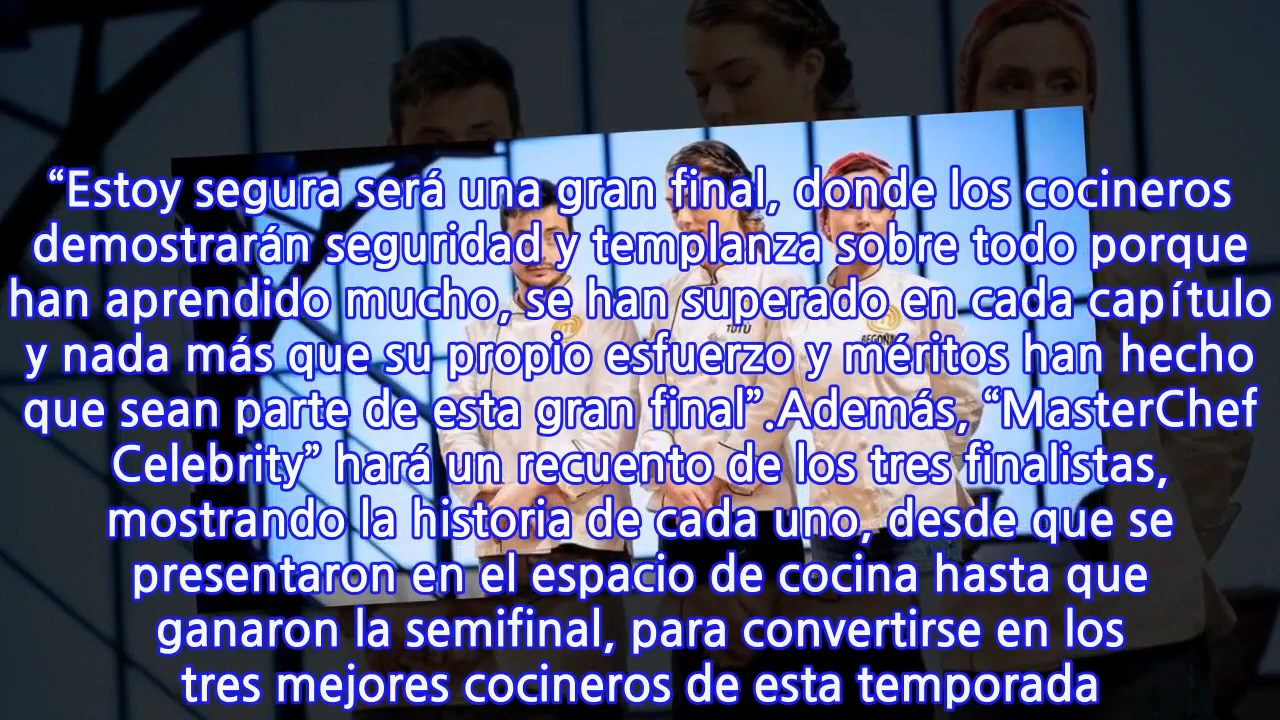 “Estoy segura será una gran final, donde los cocineros
demostrarán seguridad y templanza sobre todo porque
han aprendido mucho, se han superado en cada capítulo
y nada más que su propio esfuerzo y méritos han hecho
que sean parte de esta gran final”.Además, “MasterChef
Celebrity” hará un recuento de los tres finalistas,
mostrando la historia de cada uno, desde que se
presentaron en el espacio de cocina hasta que
ganaron la semifinal, para convertirse en los
tres mejores cocineros de esta temporada
TUTÚ
BEGOÑA